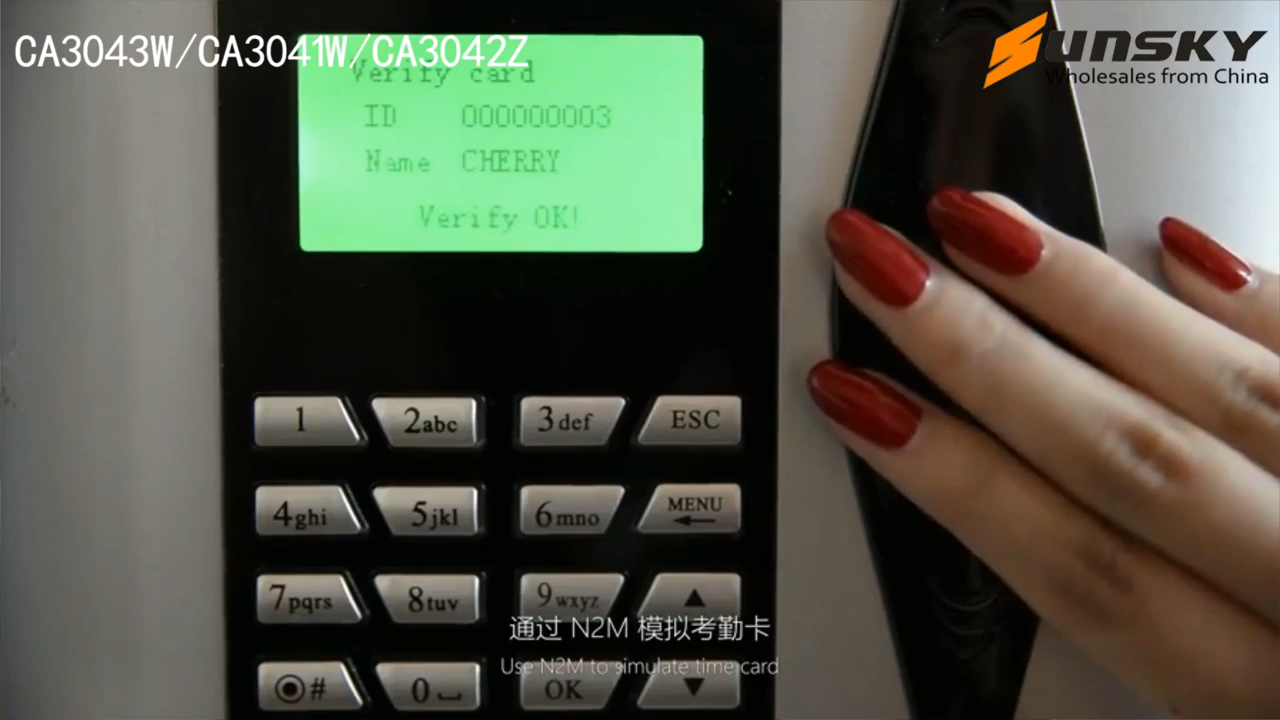 CA3043W/CA3041W/CA3042Z
SUNSKY
Wholesales from China
Verify card
ID 000000003
Name CHERRY
Verify OK!
1 2abc 3def ESC
4ghi 5jkl 6mno MENU
7pqrs 8tuv 9wxyz
通过 N2M 模拟考勤卡
Use N2M to simulate time card
# 0 OK